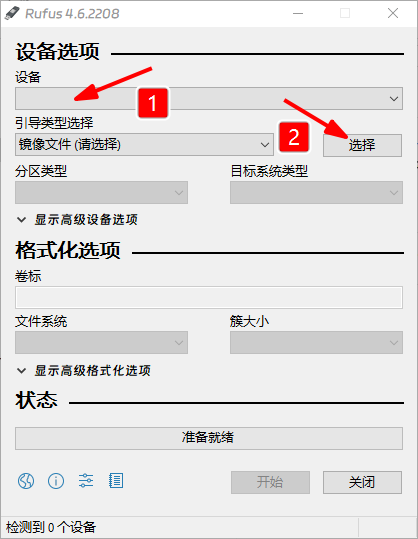 Rufus 4.6.2208
设备选项
设备
1
引导类型选择
2
镜像文件 (请选择)
选择
分区类型
目标系统类型
显示高级设备选项
格式化选项
卷标
文件系统
簇大小
显示高级格式化选项
状态
准备就绪
开始
关闭
检测到 0 个设备